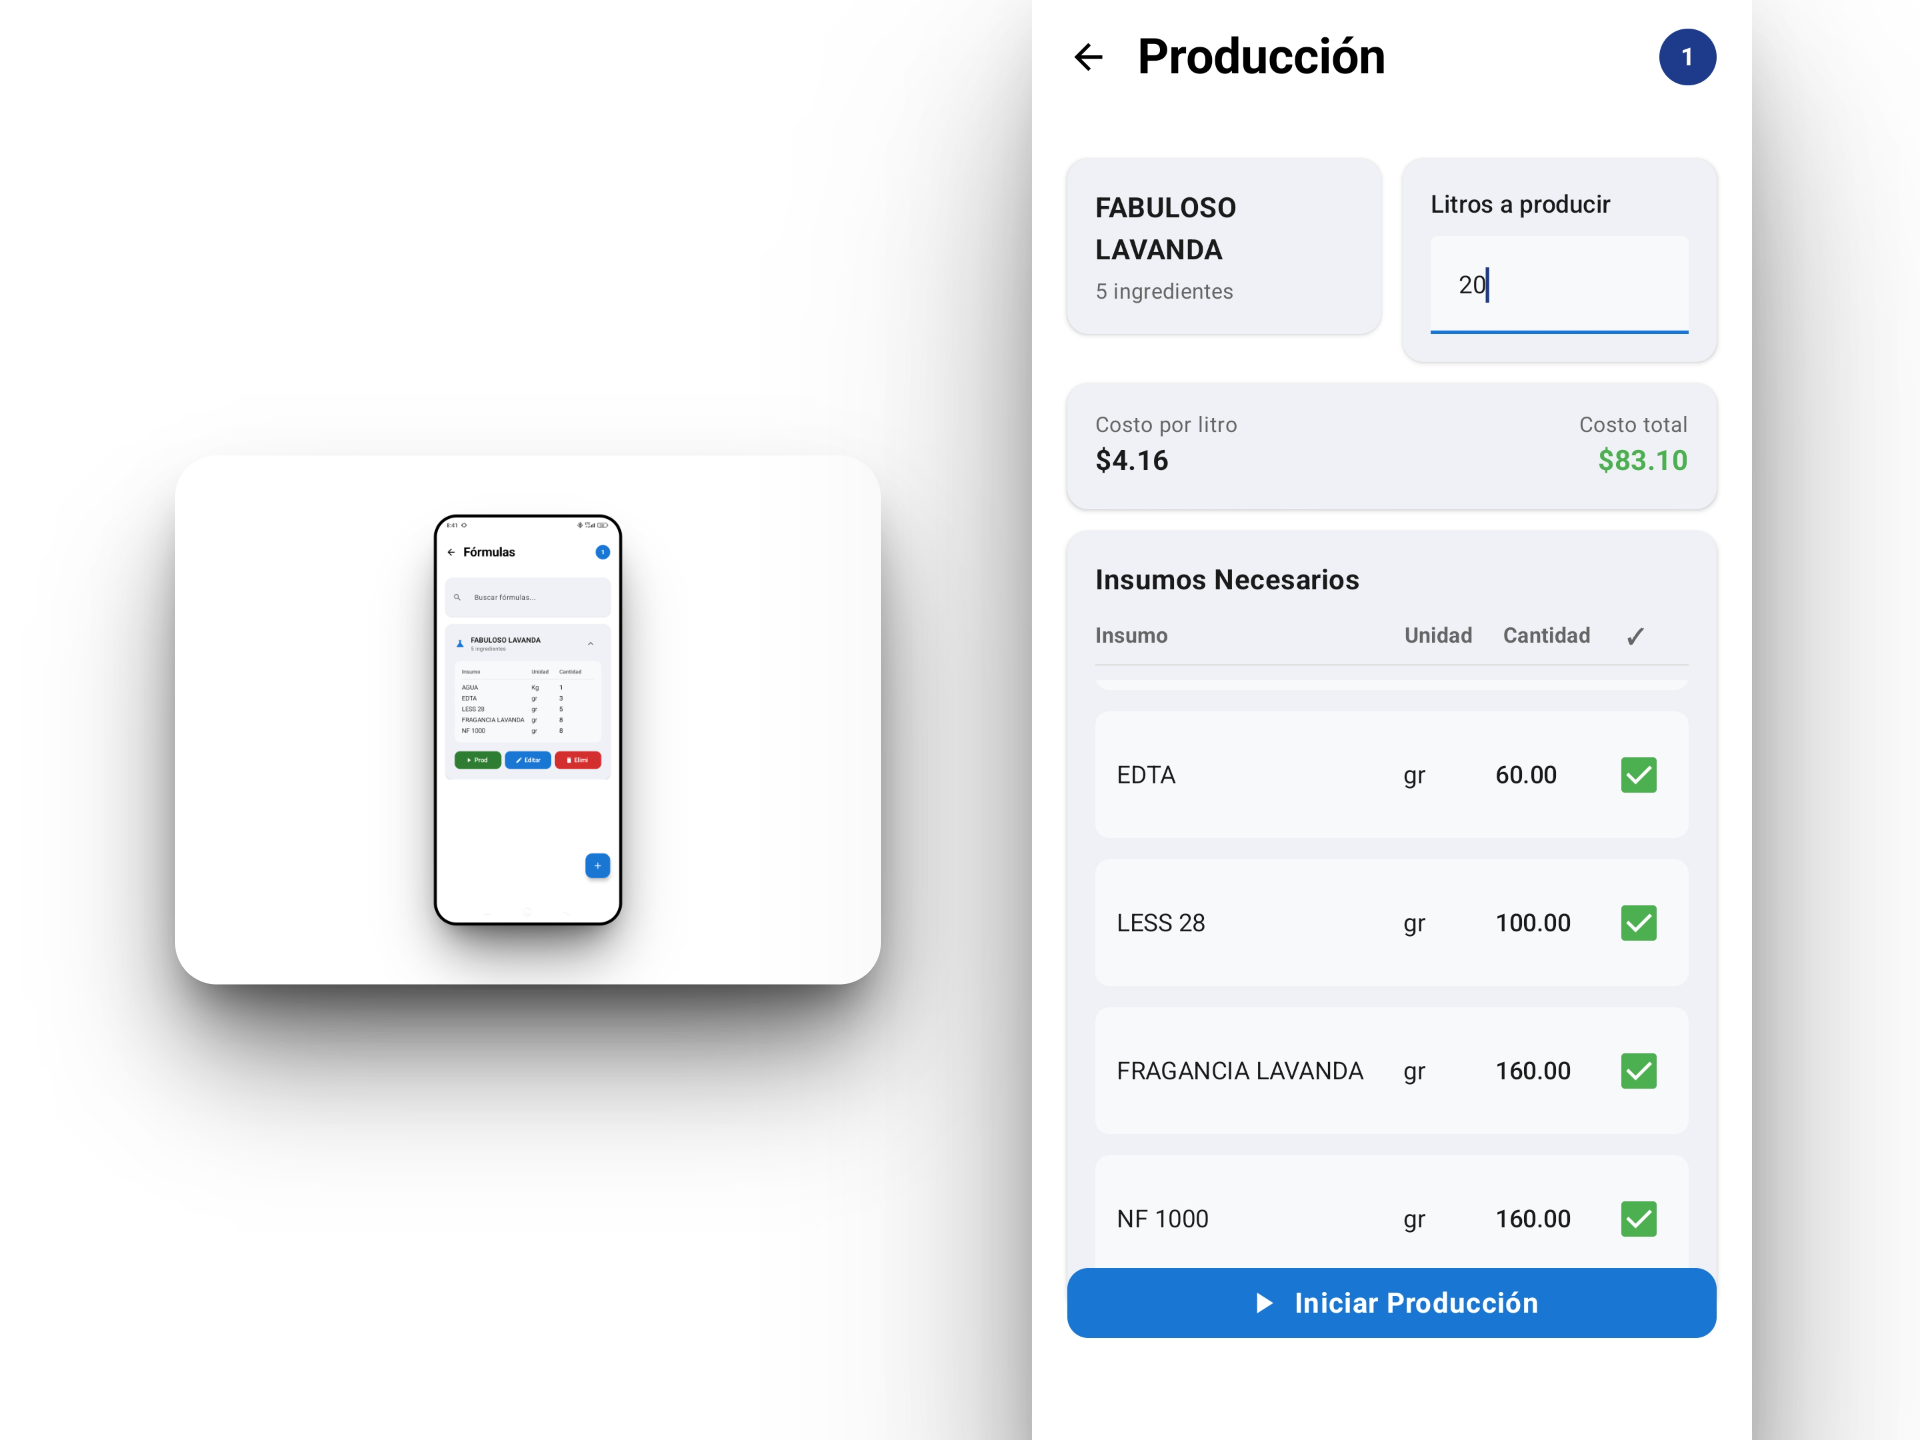 8:41
Fórmulas
1
Buscar fórmulas...
FABULOSO LAVANDA
5 ingredientes
Insumo Unidad Cantidad
AGUA Kg 1
EDTA gr 3
LESS 28 gr 5
FRAGANCIA LAVANDA gr 8
NF 1000 gr 8
Prod Editar Elimi
+
Producción
1
FABULOSO
LAVANDA
5 ingredientes
Litros a producir
20
Costo por litro
$4.16
Costo total
$83.10
Insumos Necesarios
Insumo Unidad Cantidad ✓
EDTA gr 60.00
LESS 28 gr 100.00
FRAGANCIA LAVANDA gr 160.00
NF 1000 gr 160.00
Iniciar Producción